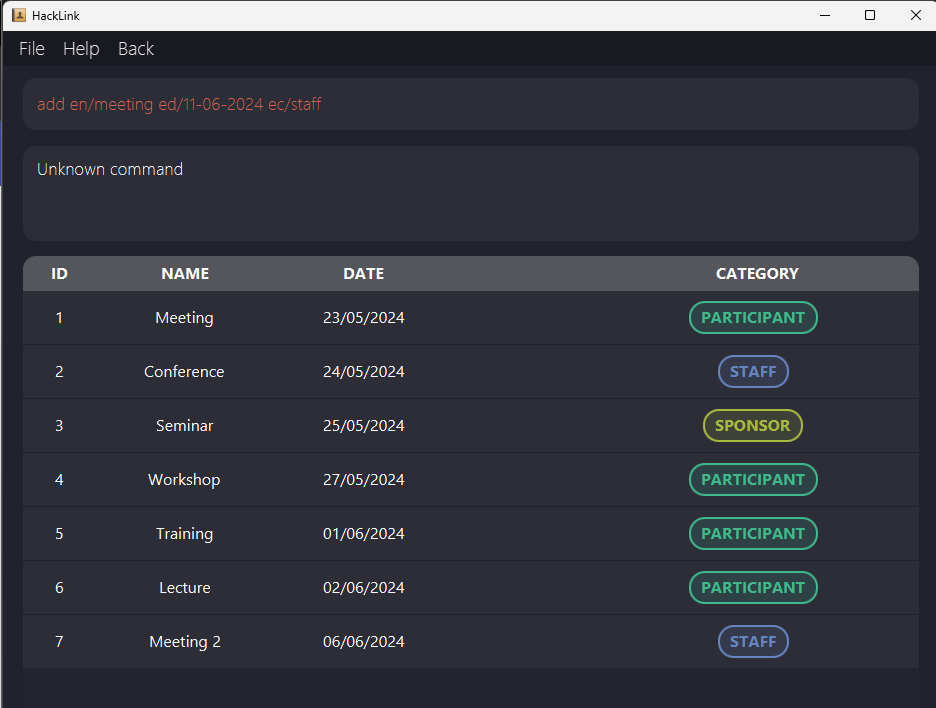 HackLink
File Help Back
add en/meeting ed/11-06-2024 ec/staff
Unknown command
ID NAME DATE CATEGORY
1 Meeting 23/05/2024 PARTICIPANT
2 Conference 24/05/2024 STAFF
3 Seminar 25/05/2024 SPONSOR
4 Workshop 27/05/2024 PARTICIPANT
5 Training 01/06/2024 PARTICIPANT
6 Lecture 02/06/2024 PARTICIPANT
7 Meeting 2 06/06/2024 STAFF